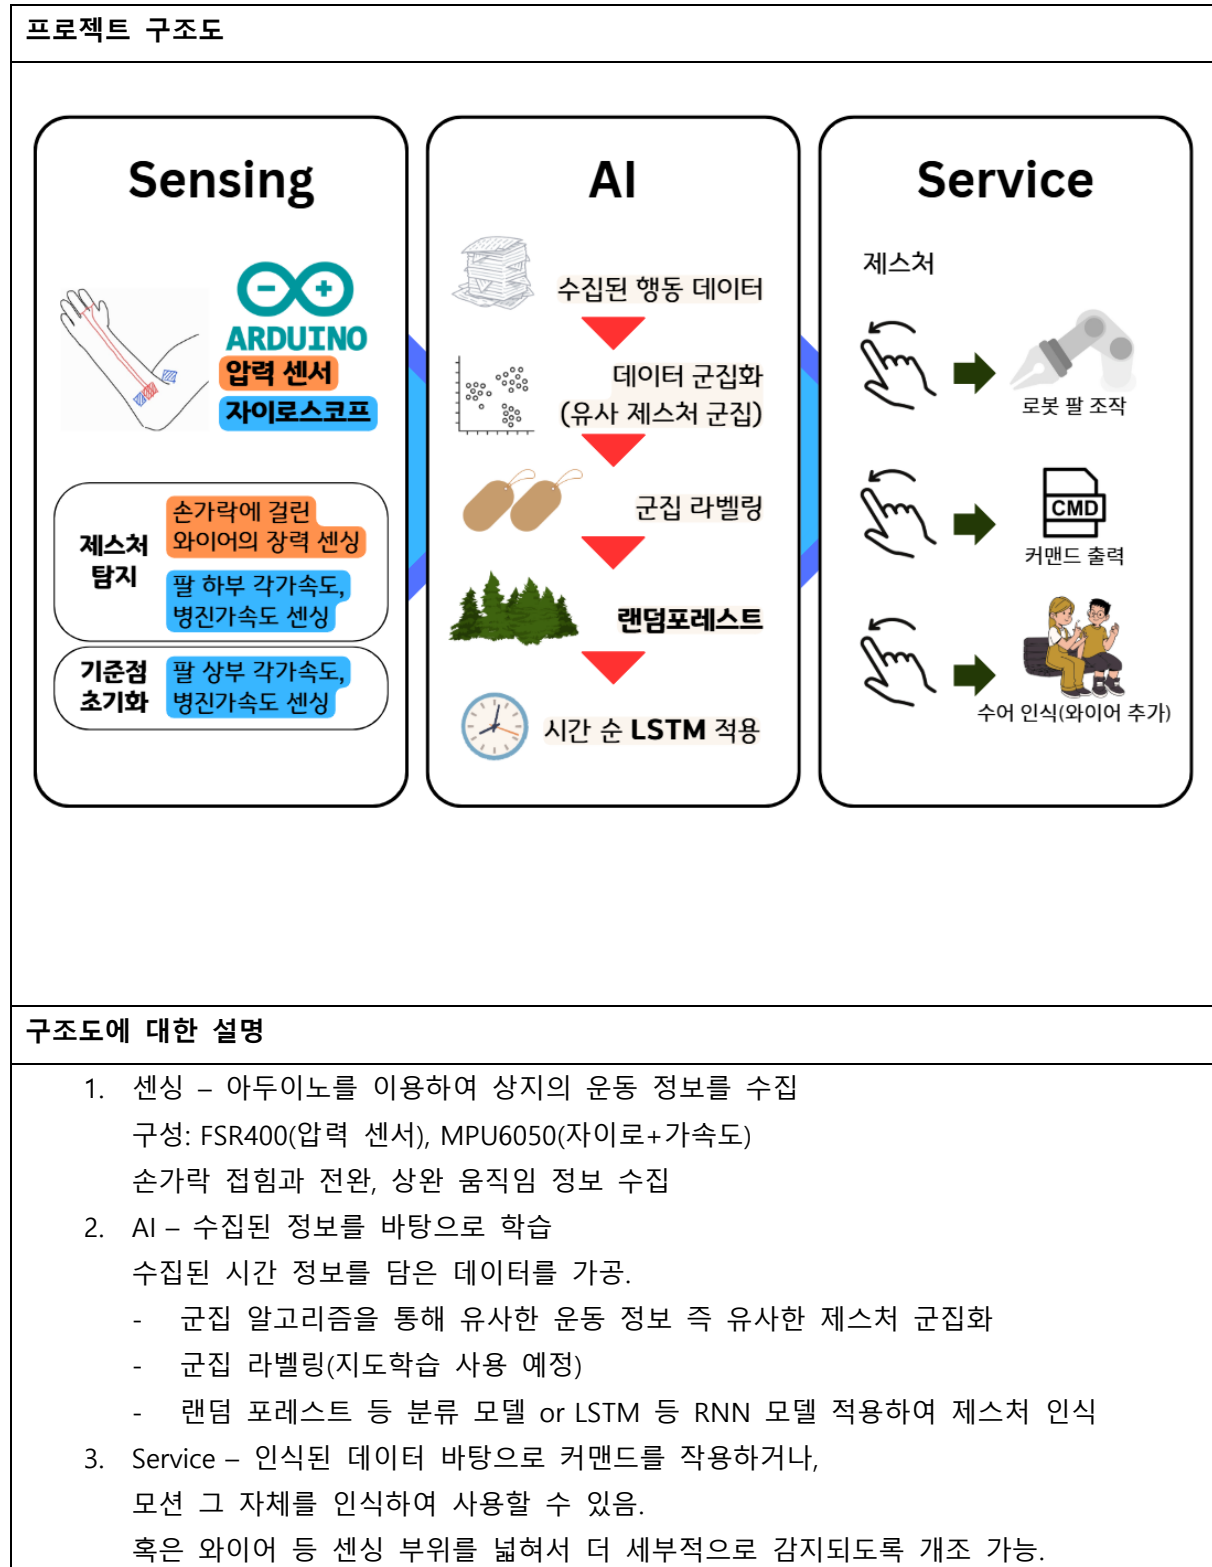 프로젝트 구조도
Sensing
ARDUINO
압력 센서
자이로스코프
제스처
탐지
손가락에 걸린
와이어의 장력 센싱
팔 하부 각가속도,
병진가속도 센싱
기준점
초기화
팔 상부 각가속도,
병진가속도 센싱
AI
수집된 행동 데이터
데이터 군집화
(유사 제스처 군집)
군집 라벨링
랜덤포레스트
시간 순 LSTM 적용
Service
제스처
로봇 팔 조작
CMD
커맨드 출력
수어 인식(와이어 추가)
구조도에 대한 설명
1. 센싱 – 아두이노를 이용하여 상지의 운동 정보를 수집
구성: FSR400(압력 센서), MPU6050(자이로+가속도)
손가락 접힘과 전완, 상완 움직임 정보 수집
2. AI – 수집된 정보를 바탕으로 학습
수집된 시간 정보를 담은 데이터를 가공.
- 군집 알고리즘을 통해 유사한 운동 정보 즉 유사한 제스처 군집화
- 군집 라벨링(지도학습 사용 예정)
- 랜덤 포레스트 등 분류 모델 or LSTM 등 RNN 모델 적용하여 제스처 인식
3. Service – 인식된 데이터 바탕으로 커맨드를 작용하거나,
모션 그 자체를 인식하여 사용할 수 있음.
혹은 와이어 등 센싱 부위를 넓혀서 더 세부적으로 감지되도록 개조 가능.